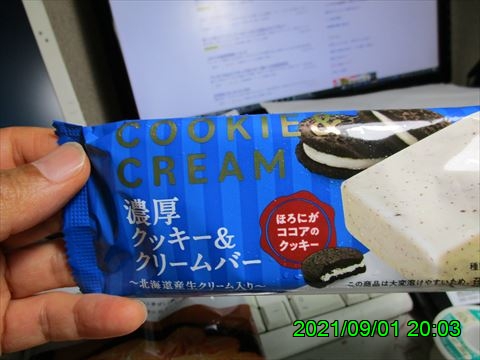 COOKIE&
CREAM
濃厚
クッキー&
クリームバー
～北海道産生クリーム入り～
ほろにが
ココアの
クッキー
種
この商品は大変溶けやすいため、
2021/09/01 20:03